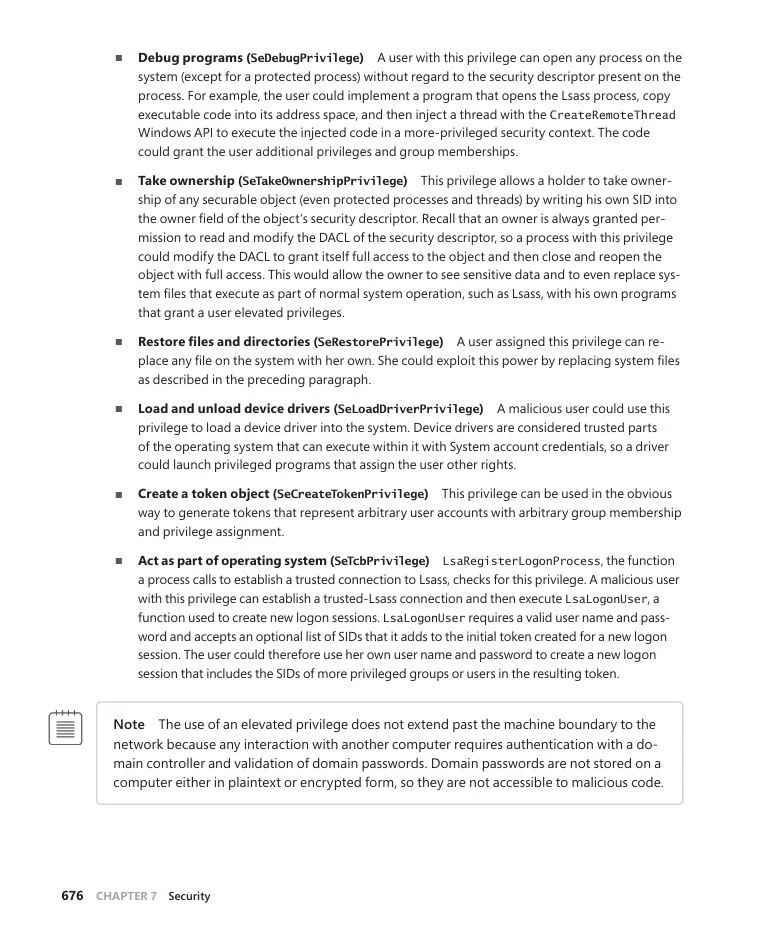 ■ Debug programs (SeDebugPrivilege) A user with this privilege can open any process on the
system (except for a protected process) without regard to the security descriptor present on the
process. For example, the user could implement a program that opens the Lsass process, copy
executable code into its address space, and then inject a thread with the CreateRemoteThread
Windows API to execute the injected code in a more-privileged security context. The code
could grant the user additional privileges and group memberships.
■ Take ownership (SeTakeOwnershipPrivilege) This privilege allows a holder to take owner-
ship of any securable object (even protected processes and threads) by writing his own SID into
the owner field of the object's security descriptor. Recall that an owner is always granted per-
mission to read and modify the DACL of the security descriptor, so a process with this privilege
could modify the DACL to grant itself full access to the object and then close and reopen the
object with full access. This would allow the owner to see sensitive data and to even replace sys-
tem files that execute as part of normal system operation, such as Lsass, with his own programs
that grant a user elevated privileges.
■ Restore files and directories (SeRestorePrivilege) A user assigned this privilege can re-
place any file on the system with her own. She could exploit this power by replacing system files
as described in the preceding paragraph.
■ Load and unload device drivers (SeLoadDriverPrivilege) A malicious user could use this
privilege to load a device driver into the system. Device drivers are considered trusted parts
of the operating system that can execute within it with System account credentials, so a driver
could launch privileged programs that assign the user other rights.
■ Create a token object (SeCreateTokenPrivilege) This privilege can be used in the obvious
way to generate tokens that represent arbitrary user accounts with arbitrary group membership
and privilege assignment.
■ Act as part of operating system (SeTcbPrivilege) LsaRegisterLogonProcess, the function
a process calls to establish a trusted connection to Lsass, checks for this privilege. A malicious user
with this privilege can establish a trusted-Lsass connection and then execute LsaLogonUser, a
function used to create new logon sessions. LsaLogonUser requires a valid user name and pass-
word and accepts an optional list of SIDs that it adds to the initial token created for a new logon
session. The user could therefore use her own user name and password to create a new logon
session that includes the SIDs of more privileged groups or users in the resulting token.
Note The use of an elevated privilege does not extend past the machine boundary to the
network because any interaction with another computer requires authentication with a do-
main controller and validation of domain passwords. Domain passwords are not stored on a
computer either in plaintext or encrypted form, so they are not accessible to malicious code.
676 CHAPTER 7 Security